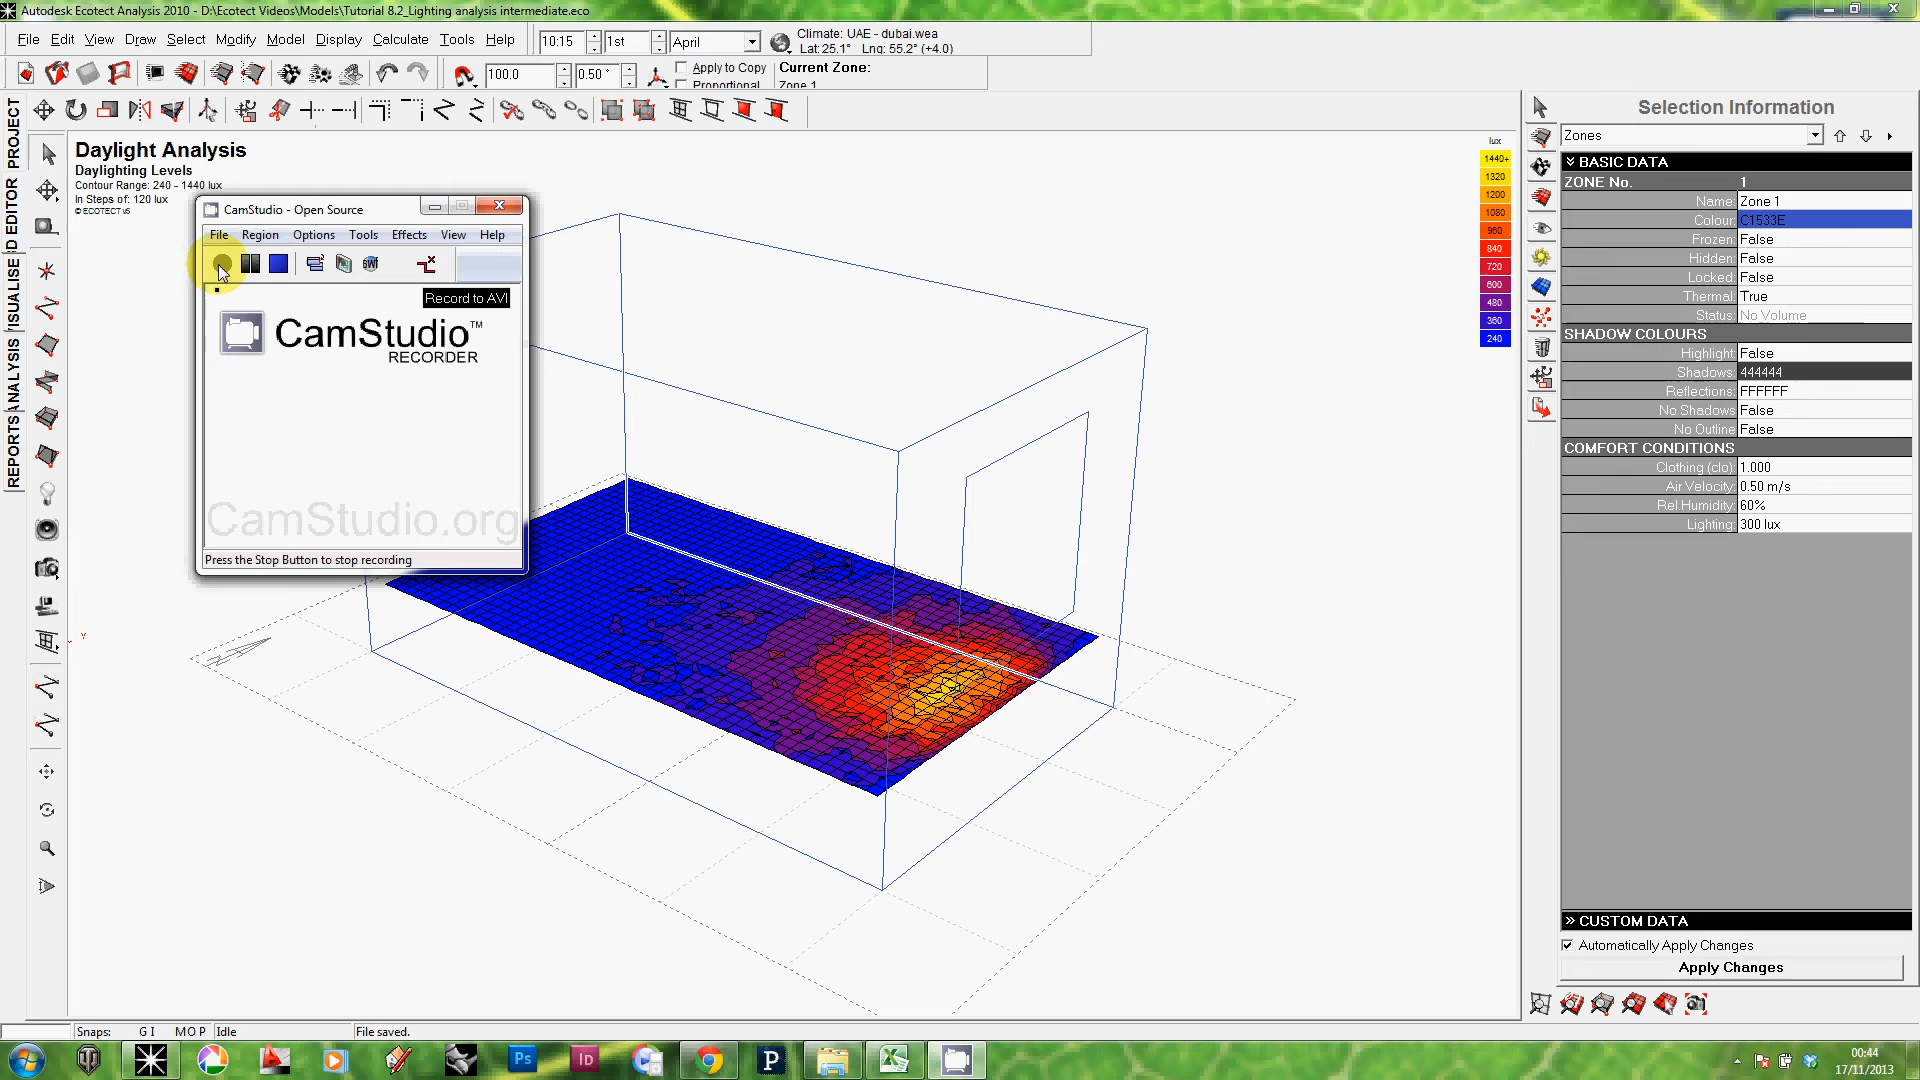 Autodesk Ecotect Analysis 2010 - D:\Ecotect Videos\Models\Tutorial 8.2_Lighting analysis intermediate.eco
File Edit View Draw Select Modify Model Display Calculate Tools Help
10:15 1st April
Climate: UAE - dubai.wea
Lat: 25.1° Lng: 55.2° (+4.0)
100.0 0.50 ° Apply to Copy
Proportional
Current Zone:
Zone 1
PROJECT
3D EDITOR
VISUALISE
ANALYSIS
REPORTS
Daylight Analysis
Daylighting Levels
Contour Range: 240 - 1440 lux
In Steps of: 120 lux
© ECOTECT v5
CamStudio - Open Source
File Region Options Tools Effects View Help
Record to AVI
CamStudio™
RECORDER
CamStudio.org
Press the Stop Button to stop recording
Y
lux
1440+
1320
1200
1080
960
840
720
600
480
360
240
Selection Information
Zones
BASIC DATA
ZONE No. 1
Name: Zone 1
Colour: C1533E
Frozen: False
Hidden: False
Locked: False
Thermal: True
Status: No Volume
SHADOW COLOURS
Highlight: False
Shadows: 444444
Reflections: FFFFFF
No Shadows False
No Outline False
COMFORT CONDITIONS
Clothing (clo): 1.000
Air Velocity: 0.50 m/s
Rel.Humidity: 60%
Lighting: 300 lux
CUSTOM DATA
Automatically Apply Changes
Apply Changes
Snaps: G I M O P Idle File saved.
Ps
Id
P
00:44
17/11/2013